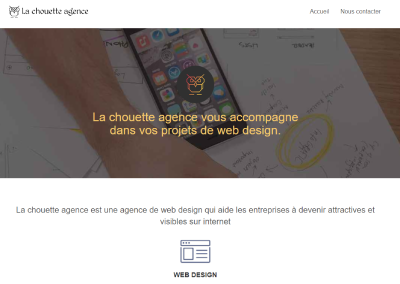 La chouette agence
Accueil
Nous contacter
La chouette agence vous accompagne
dans vos projets de web design.
La chouette agence est une agence de web design qui aide les entreprises à devenir attractives et
visibles sur internet
WEB DESIGN